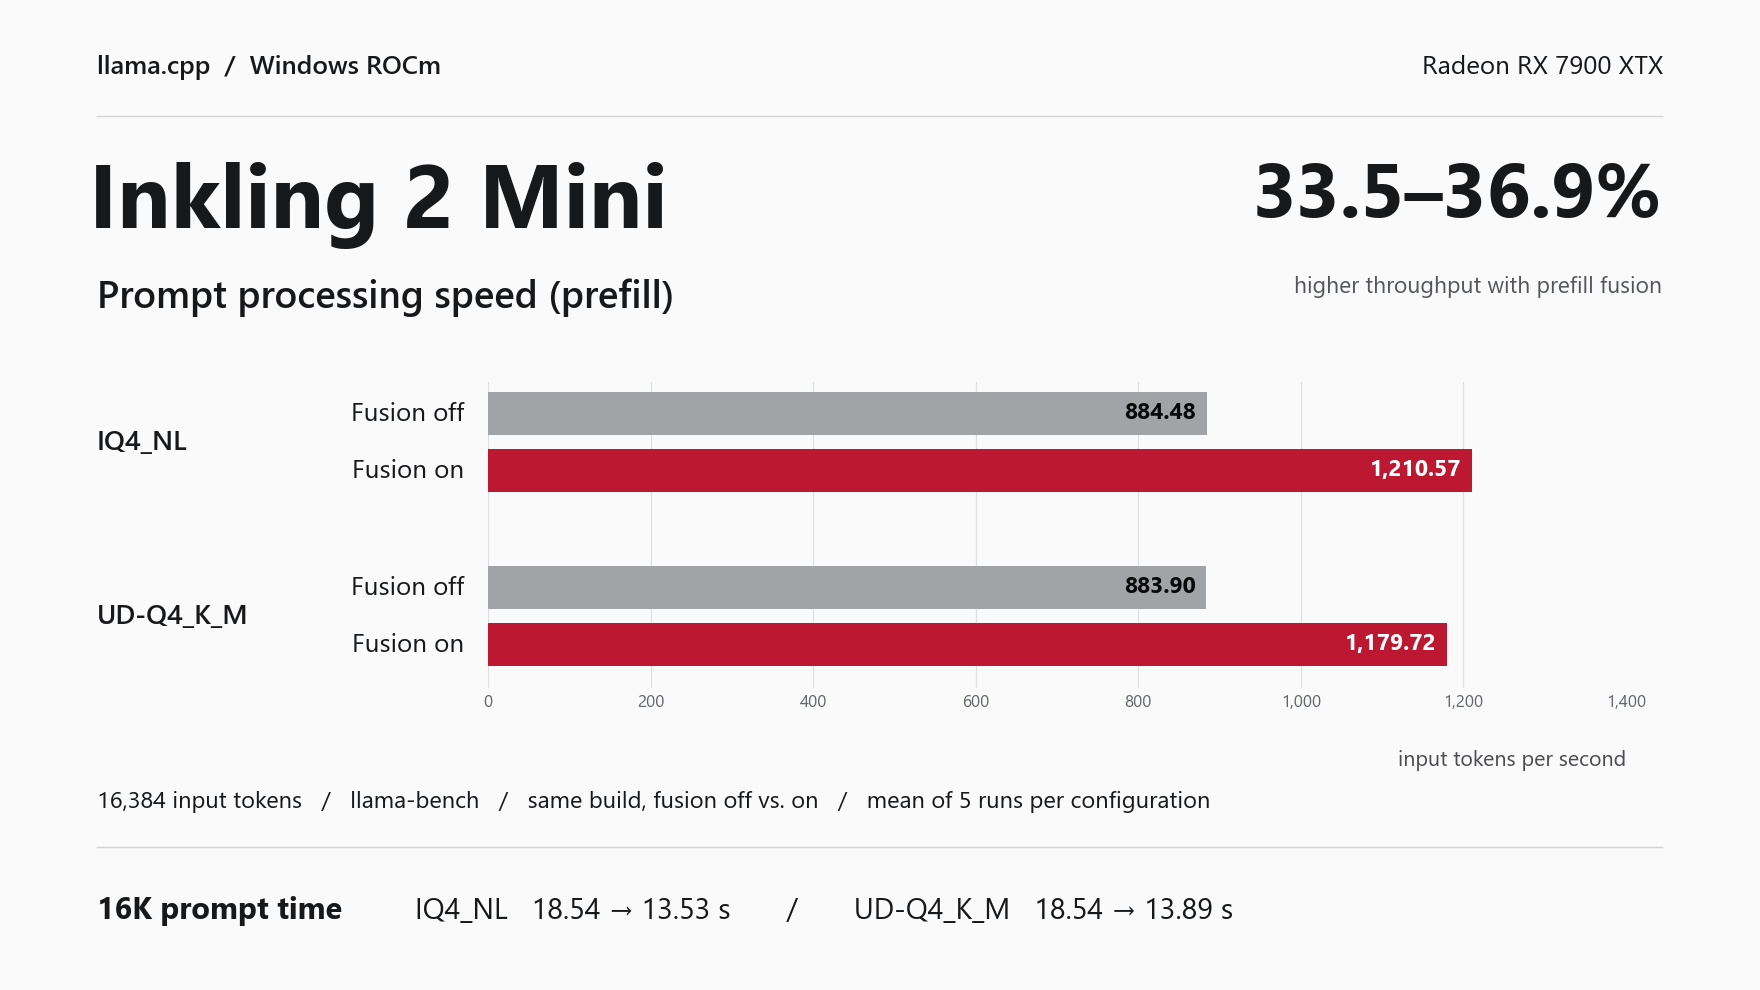 llama.cpp / Windows ROCm
Radeon RX 7900 XTX
Inkling 2 Mini
33.5–36.9%
Prompt processing speed (prefill)
higher throughput with prefill fusion
IQ4_NL
Fusion off
884.48
Fusion on
1,210.57
UD-Q4_K_M
Fusion off
883.90
Fusion on
1,179.72
0 200 400 600 800 1,000 1,200 1,400
input tokens per second
16,384 input tokens / llama-bench / same build, fusion off vs. on / mean of 5 runs per configuration
16K prompt time IQ4_NL 18.54 → 13.53 s / UD-Q4_K_M 18.54 → 13.89 s